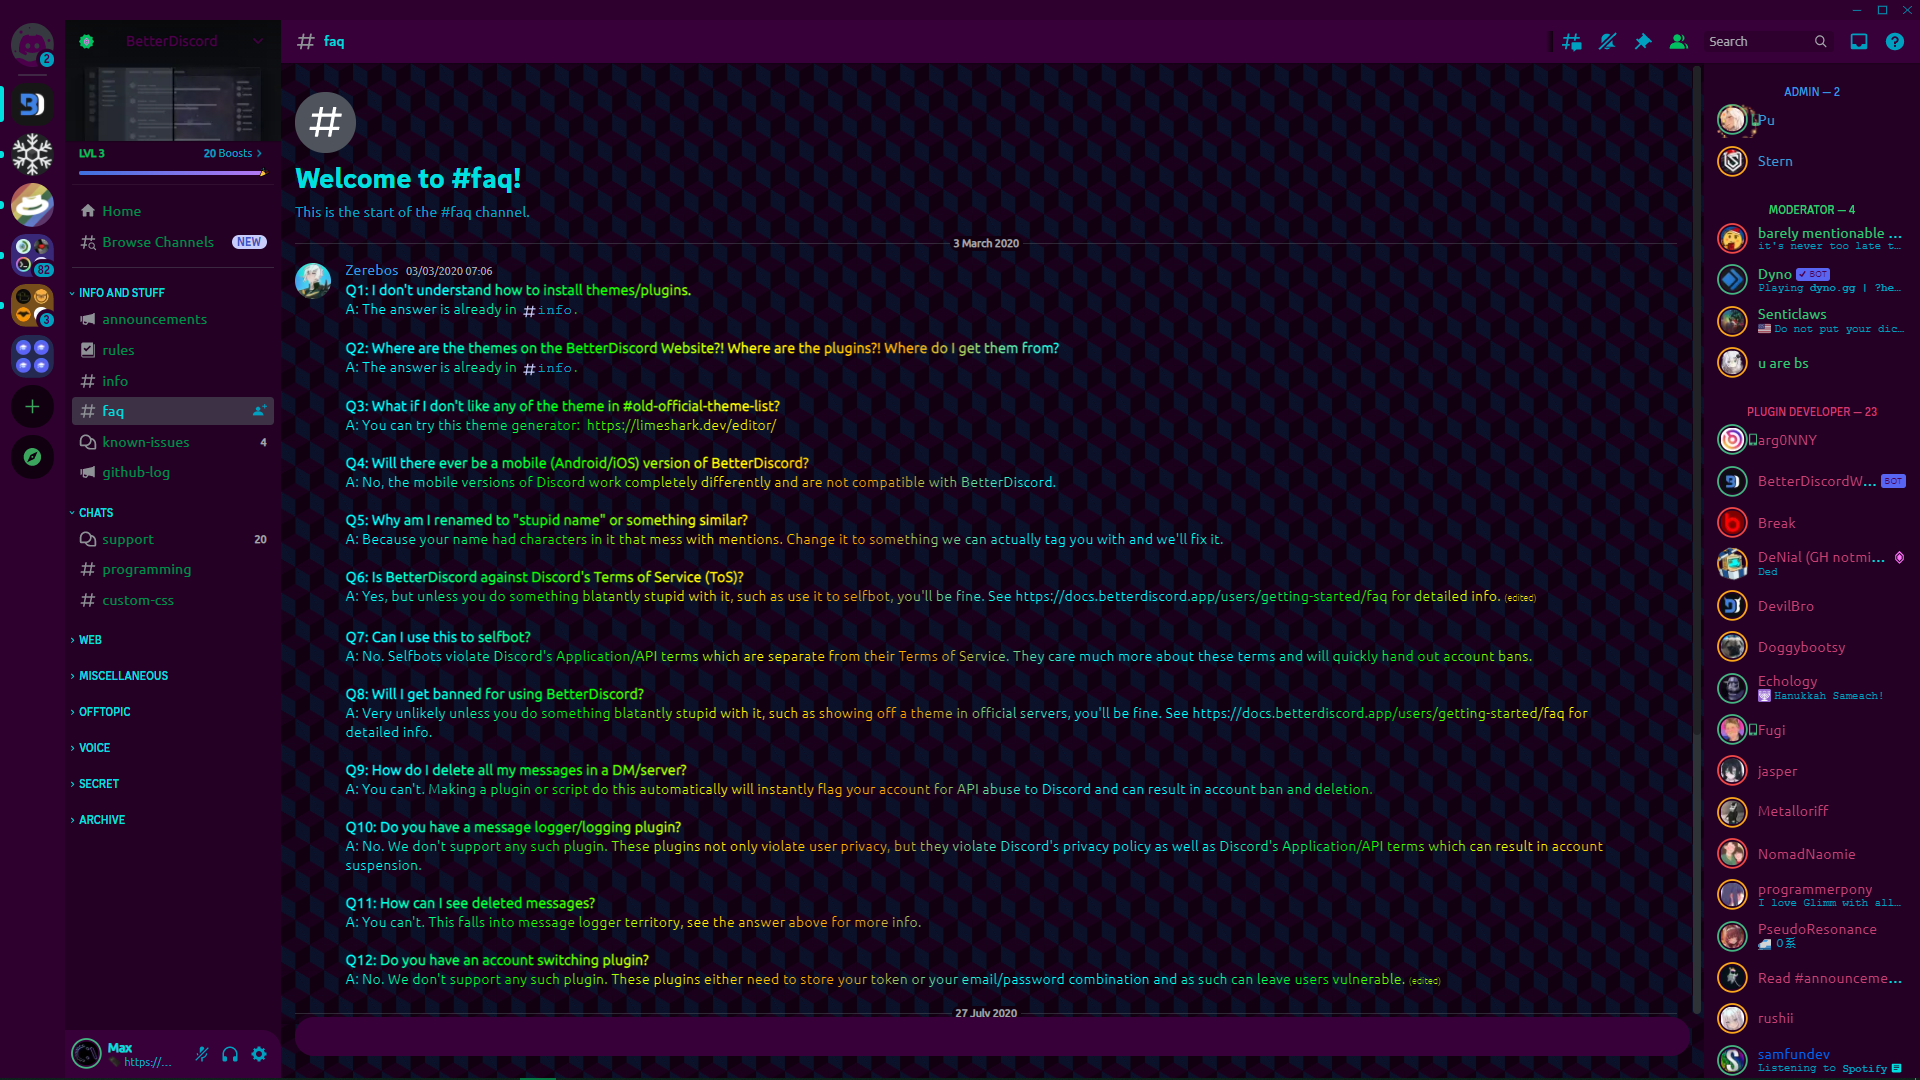 BetterDiscord
LVL 3
20 Boosts
2
82
3
Home
Browse Channels NEW
INFO AND STUFF
announcements
rules
info
faq
known-issues 4
github-log
CHATS
support 20
programming
custom-css
WEB
MISCELLANEOUS
OFFTOPIC
VOICE
SECRET
ARCHIVE
Max
https://...
# faq
Search
Welcome to #faq!
This is the start of the #faq channel.
3 March 2020
Zerebos 03/03/2020 07:06
Q1: I don't understand how to install themes/plugins.
A: The answer is already in #info.
Q2: Where are the themes on the BetterDiscord Website?! Where are the plugins?! Where do I get them from?
A: The answer is already in #info.
Q3: What if I don't like any of the theme in #old-official-theme-list?
A: You can try this theme generator: https://limeshark.dev/editor/
Q4: Will there ever be a mobile (Android/iOS) version of BetterDiscord?
A: No, the mobile versions of Discord work completely differently and are not compatible with BetterDiscord.
Q5: Why am I renamed to "stupid name" or something similar?
A: Because your name had characters in it that mess with mentions. Change it to something we can actually tag you with and we'll fix it.
Q6: Is BetterDiscord against Discord's Terms of Service (ToS)?
A: Yes, but unless you do something blatantly stupid with it, such as use it to selfbot, you'll be fine. See https://docs.betterdiscord.app/users/getting-started/faq for detailed info. (edited)
Q7: Can I use this to selfbot?
A: No. Selfbots violate Discord's Application/API terms which are separate from their Terms of Service. They care much more about these terms and will quickly hand out account bans.
Q8: Will I get banned for using BetterDiscord?
A: Very unlikely unless you do something blatantly stupid with it, such as showing off a theme in official servers, you'll be fine. See https://docs.betterdiscord.app/users/getting-started/faq for
detailed info.
Q9: How do I delete all my messages in a DM/server?
A: You can't. Making a plugin or script do this automatically will instantly flag your account for API abuse to Discord and can result in account ban and deletion.
Q10: Do you have a message logger/logging plugin?
A: No. We don't support any such plugin. These plugins not only violate user privacy, but they violate Discord's privacy policy as well as Discord's Application/API terms which can result in account
suspension.
Q11: How can I see deleted messages?
A: You can't. This falls into message logger territory, see the answer above for more info.
Q12: Do you have an account switching plugin?
A: No. We don't support any such plugin. These plugins either need to store your token or your email/password combination and as such can leave users vulnerable. (edited)
27 July 2020
ADMIN — 2
Pu
Stern
MODERATOR — 4
barely mentionable ...
it's never too late t...
Dyno BOT
Playing dyno.gg | ?he...
Senticlaws
Do not put your dic...
u are bs
PLUGIN DEVELOPER — 23
arg0NNY
BetterDiscordW... BOT
Break
DeNial (GH notmi...
Ded
DevilBro
Doggybootsy
Echology
Hanukkah Sameach!
Fugi
jasper
Metalloriff
NomadNaomie
programmerpony
I love Glimm with all...
PseudoResonance
0系
Read #announceme...
rushii
samfundev
Listening to Spotify